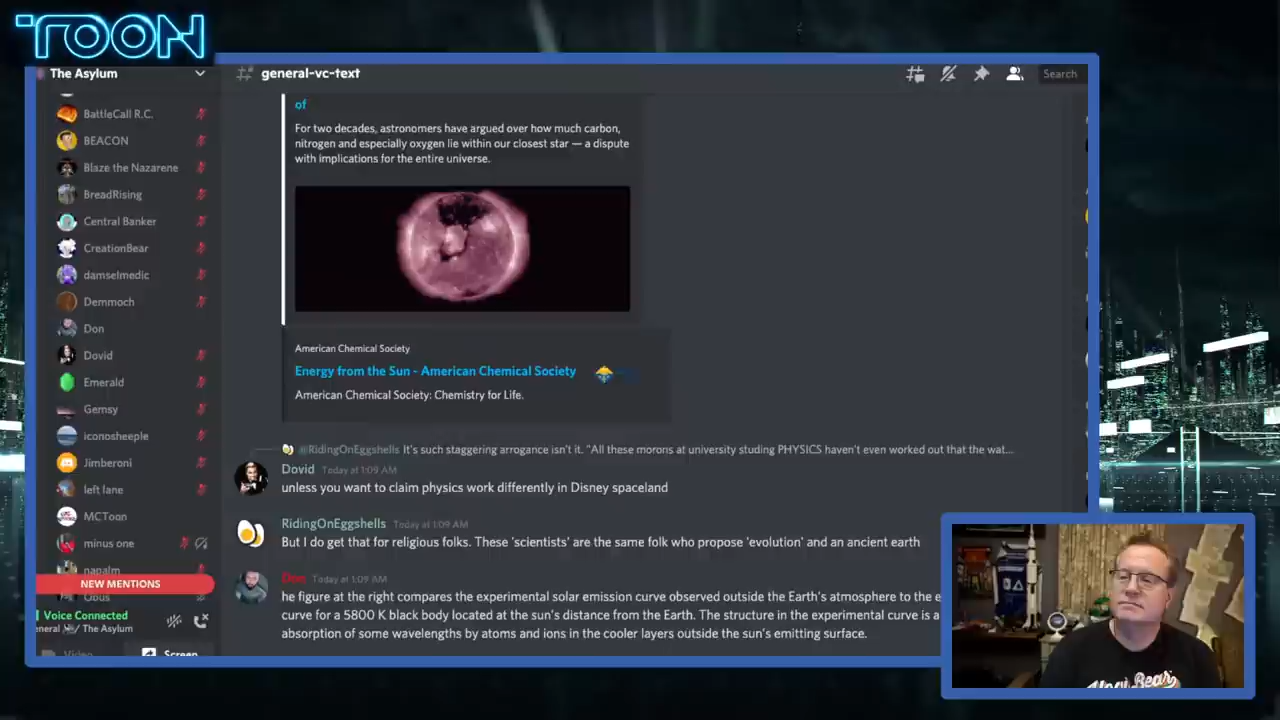 TOON
The Asylum
general-vc-text
Search
BattleCall R.C.
BEACON
Blaze the Nazarene
BreadRising
Central Banker
CreationBear
damselmedic
Demmoch
Don
Dovid
Emerald
Gemsy
iconosheeple
Jimberoni
left lane
MCToon
minus one
napalm
NEW MENTIONS
Opus
Voice Connected
eneral / The Asylum
Video
Screen
of
For two decades, astronomers have argued over how much carbon,
nitrogen and especially oxygen lie within our closest star — a dispute
with implications for the entire universe.
American Chemical Society
Energy from the Sun - American Chemical Society
American Chemical Society: Chemistry for Life.
@RidingOnEggshells It's such staggering arrogance isn't it. "All these morons at university studing PHYSICS haven't even worked out that the wat...
Dovid Today at 1:09 AM
unless you want to claim physics work differently in Disney spaceland
RidingOnEggshells Today at 1:09 AM
But I do get that for religious folks. These 'scientists' are the same folk who propose 'evolution' and an ancient earth
Don Today at 1:09 AM
he figure at the right compares the experimental solar emission curve observed outside the Earth's atmosphere to the e
curve for a 5800 K black body located at the sun's distance from the Earth. The structure in the experimental curve is a
absorption of some wavelengths by atoms and ions in the cooler layers outside the sun's emitting surface.
Bear